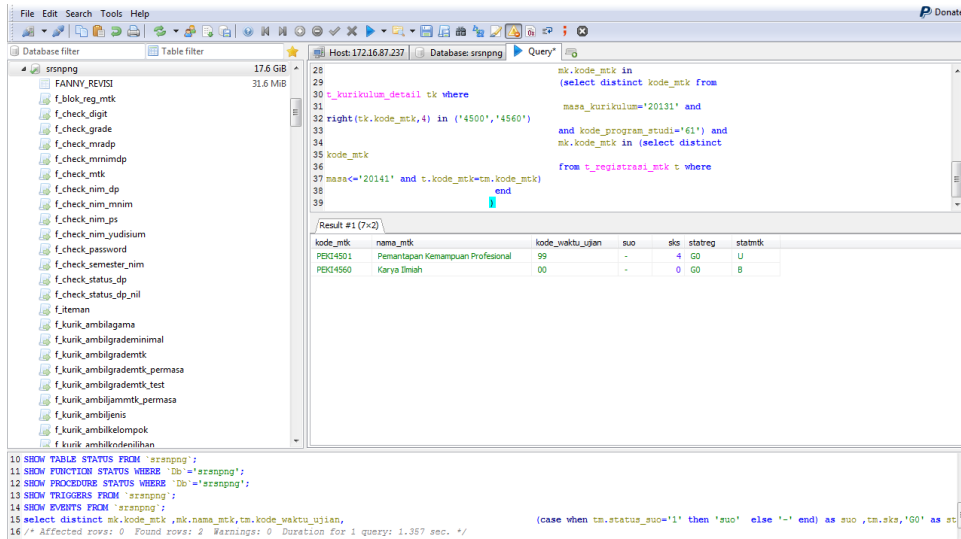 File Edit Search Tools Help
Donate
Database filter
Table filter
Host: 172.16.87.237
Database: srsnpng
Query*
srsnpng 17.6 GiB
FANNY_REVISI 31.6 MiB
f_blok_reg_mtk
f_check_digit
f_check_grade
f_check_mradp
f_check_mrnimdp
f_check_mtk
f_check_nim_dp
f_check_nim_mnim
f_check_nim_ps
f_check_nim_yudisium
f_check_password
f_check_semester_nim
f_check_status_dp
f_check_status_dp_nil
f_iteman
f_kurik_ambilagama
f_kurik_ambilgrademinimal
f_kurik_ambilgrademtk
f_kurik_ambilgrademtk_permasa
f_kurik_ambilgrademtk_test
f_kurik_ambiljammtk_permasa
f_kurik_ambiljenis
f_kurik_ambilkelompok
f_kurik_ambilkodepilihan
28 mk.kode_mtk in
29 (select distinct kode_mtk from
30 t_kurikulum_detail tk where
31 masa_kurikulum='20131' and
32 right(tk.kode_mtk,4) in ('4500','4560')
33 and kode_program_studi='61') and
34 mk.kode_mtk in (select distinct
35 kode_mtk
36 from t_registrasi_mtk t where
37 masa<='20141' and t.kode_mtk=tm.kode_mtk)
38 end
39 )
Result #1 (7×2)
kode_mtk nama_mtk kode_waktu_ujian suo sks statreg statmtk
PEKI4501 Pemantapan Kemampuan Profesional 99 - 4 G0 U
PEKI4560 Karya Ilmiah 00 - 0 G0 B
10 SHOW TABLE STATUS FROM `srsnpng`;
11 SHOW FUNCTION STATUS WHERE `Db`='srsnpng';
12 SHOW PROCEDURE STATUS WHERE `Db`='srsnpng';
13 SHOW TRIGGERS FROM `srsnpng`;
14 SHOW EVENTS FROM `srsnpng`;
15 select distinct mk.kode_mtk ,mk.nama_mtk,tm.kode_waktu_ujian, (case when tm.status_suo='1' then 'suo' else '-' end) as suo ,tm.sks,'G0' as st
16 /* Affected rows: 0 Found rows: 2 Warnings: 0 Duration for 1 query: 1.357 sec. */